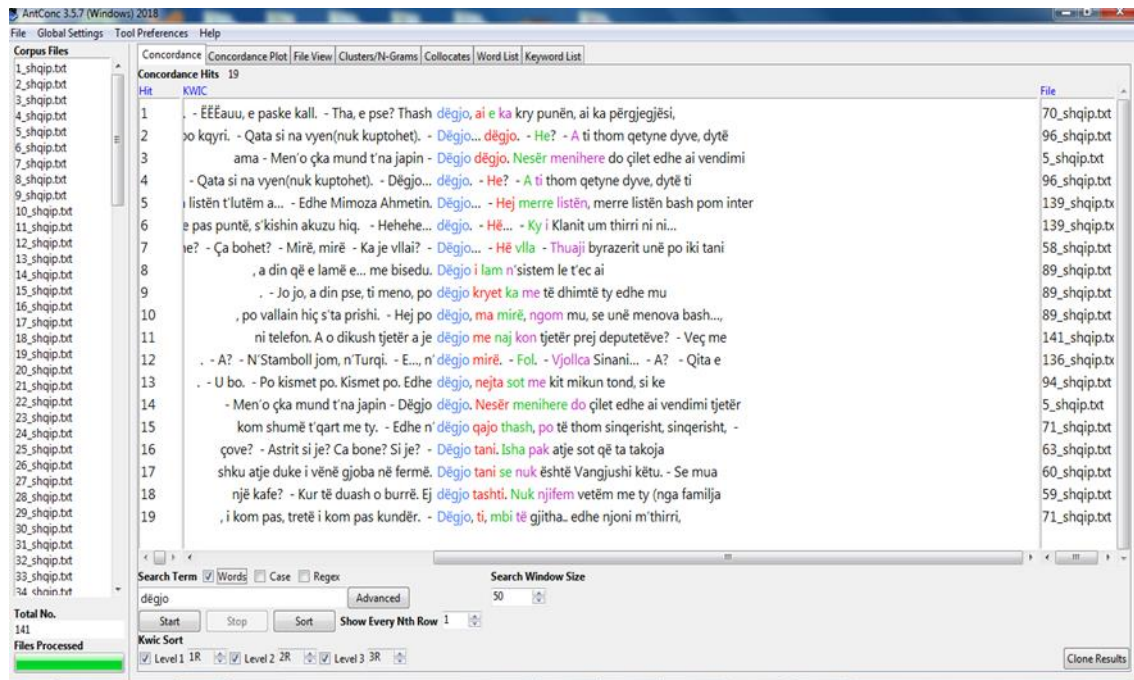 AntConc 3.5.7 (Windows) 2018
File Global Settings Tool Preferences Help
Corpus Files
1_shqip.txt
2_shqip.txt
3_shqip.txt
4_shqip.txt
5_shqip.txt
6_shqip.txt
7_shqip.txt
8_shqip.txt
9_shqip.txt
10_shqip.txt
11_shqip.txt
12_shqip.txt
13_shqip.txt
14_shqip.txt
15_shqip.txt
16_shqip.txt
17_shqip.txt
18_shqip.txt
19_shqip.txt
20_shqip.txt
21_shqip.txt
22_shqip.txt
23_shqip.txt
24_shqip.txt
25_shqip.txt
26_shqip.txt
27_shqip.txt
28_shqip.txt
29_shqip.txt
30_shqip.txt
31_shqip.txt
32_shqip.txt
33_shqip.txt
34_shqip.txt
Total No.
141
Files Processed
Concordance Concordance Plot File View Clusters/N-Grams Collocates Word List Keyword List
Concordance Hits 19
Hit KWIC File
1 . - ËËËauu, e paske kall. - Tha, e pse? Thash dëgjo, ai e ka kry punën, ai ka përgjegjësi, 70_shqip.txt
2 po kqyri. - Qata si na vyen(nuk kuptohet). - Dëgjo... dëgjo. - He? - A ti thom qetyne dyve, dytë 96_shqip.txt
3 ama - Men'o çka mund t'na japin - Dëgjo dëgjo. Nesër menihere do çilet edhe ai vendimi 5_shqip.txt
4 - Qata si na vyen(nuk kuptohet). - Dëgjo... dëgjo. - He? - A ti thom qetyne dyve, dytë ti 96_shqip.txt
5 listën t'lutëm a... - Edhe Mimoza Ahmetin. Dëgjo... - Hej merre listën, merre listën bash pom inter 139_shqip.tx
6 e pas puntë, s'kishin akuzu hiq. - Hehehe... dëgjo. - Hë... - Ky i Klanit um thirri ni ni... 139_shqip.tx
7 ne? - Ça bohet? - Mirë, mirë - Ka je vllai? - Dëgjo... - Hë vlla - Thuaji byrazerit unë po iki tani 58_shqip.txt
8 , a din që e lamë e... me bisedu. Dëgjo i lam n'sistem le t'ec ai 89_shqip.txt
9 . - Jo jo, a din pse, ti meno, po dëgjo kryet ka me të dhimtë ty edhe mu 89_shqip.txt
10 , po vallain hiç s'ta prishi. - Hej po dëgjo, ma mirë, ngom mu, se unë menova bash..., 89_shqip.txt
11 ni telefon. A o dikush tjetër a je dëgjo me naj kon tjetër prej deputetëve? - Veç me 141_shqip.tx
12 . - A? - N'Stamboll jom, n'Turqi. - E..., n' dëgjo mirë. - Fol. - Vjollca Sinani... - A? - Qita e 136_shqip.tx
13 . - U bo. - Po kismet po. Kismet po. Edhe dëgjo, nejta sot me kit mikun tond, si ke 94_shqip.txt
14 - Men'o çka mund t'na japin - Dëgjo dëgjo. Nesër menihere do çilet edhe ai vendimi tjetër 5_shqip.txt
15 kom shumë t'qart me ty. - Edhe n' dëgjo qajo thash, po të thom sinqerisht, sinqerisht, - 71_shqip.txt
16 çove? - Astrit si je? Ca bone? Si je? - Dëgjo tani. Isha pak atje sot që ta takoja 63_shqip.txt
17 shku atje duke i vënë gjoba në fermë. Dëgjo tani se nuk është Vangjushi këtu. - Se mua 60_shqip.txt
18 një kafe? - Kur të duash o burrë. Ej dëgjo tashti. Nuk njifem vetëm me ty (nga familja 59_shqip.txt
19 , i kom pas, tretë i kom pas kundër. - Dëgjo, ti, mbi të gjitha.. edhe njoni m'thirri, 71_shqip.txt
Search Term Words Case Regex Search Window Size
dëgjo Advanced 50
Start Stop Sort Show Every Nth Row 1
Kwic Sort
Level 1 1R Level 2 2R Level 3 3R Clone Results